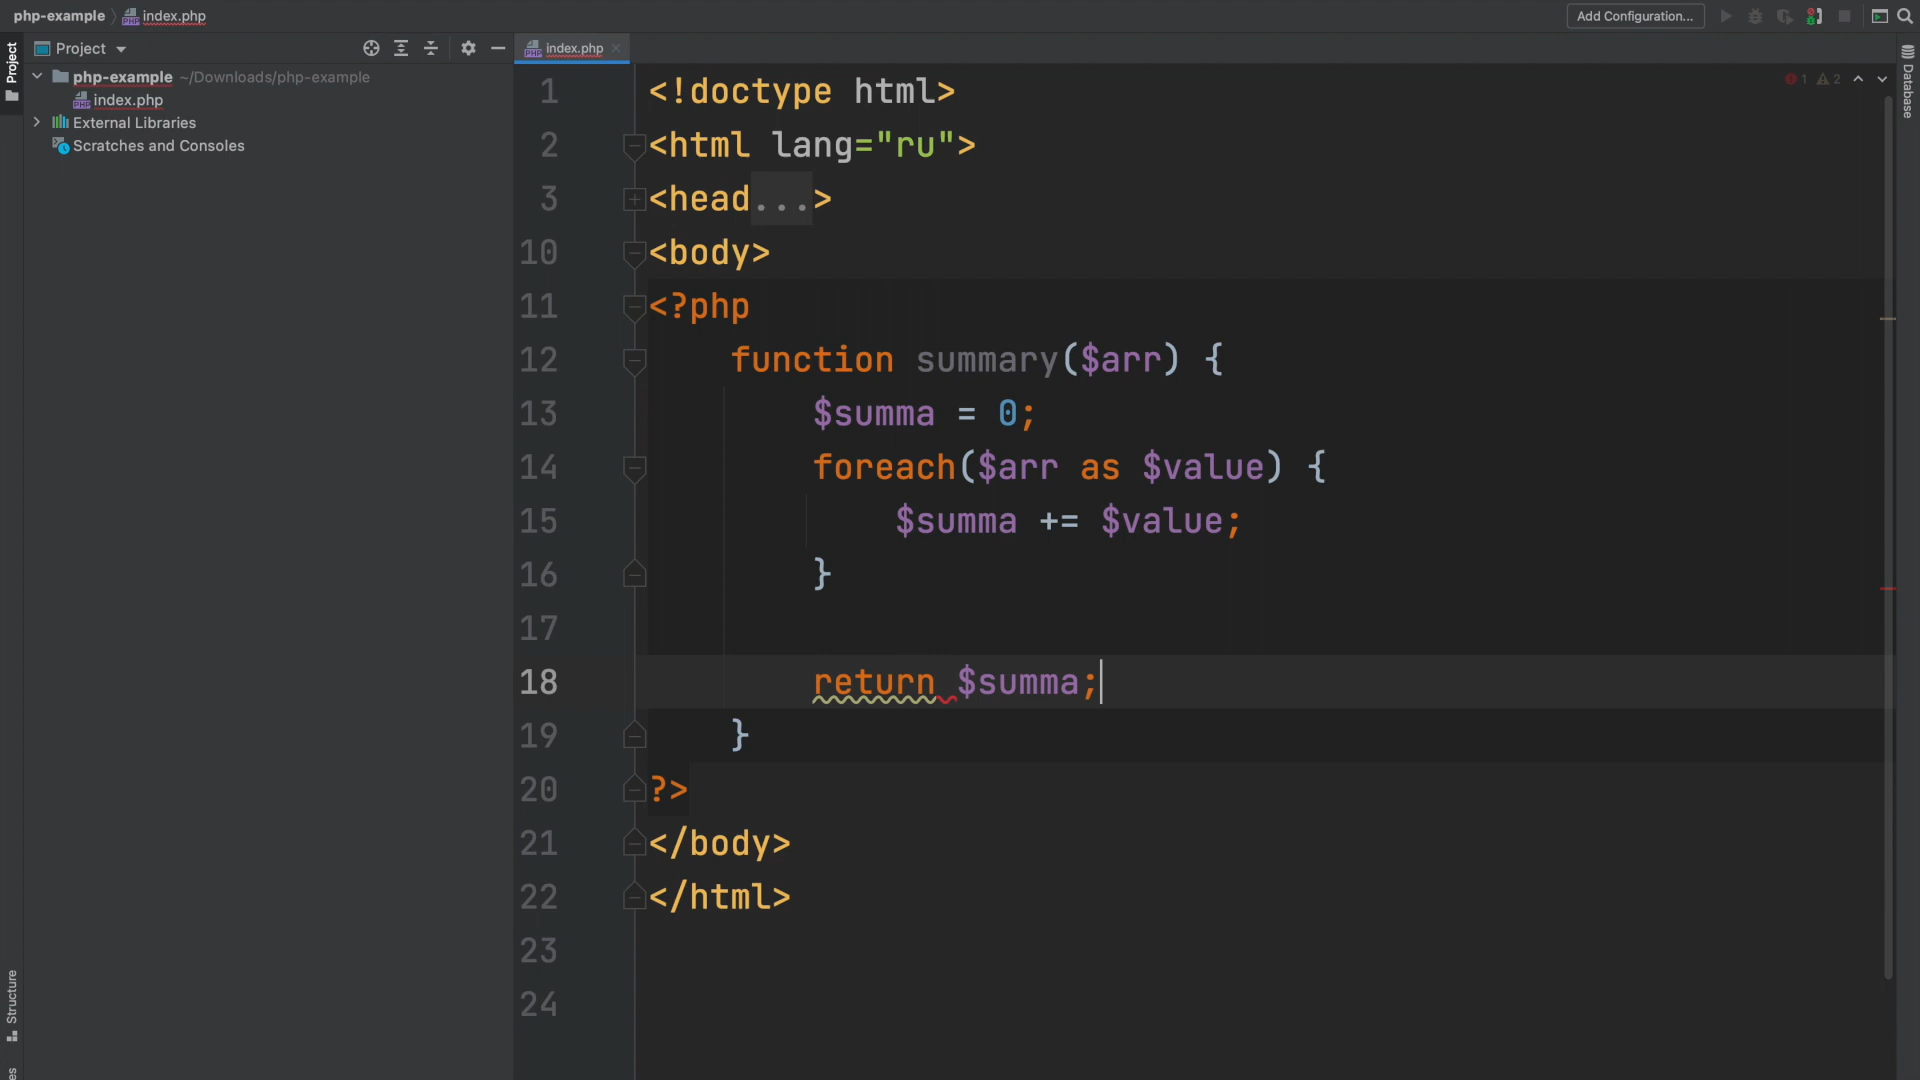 php-example
index.php
Add Configuration...
Project
Project
index.php
php-example ~/Downloads/php-example
index.php
External Libraries
Scratches and Consoles
1 2
Database
1 <!doctype html>
2 <html lang="ru">
3 <head...>
10 <body>
11 <?php
12 function summary($arr) {
13 $summa = 0;
14 foreach($arr as $value) {
15 $summa += $value;
16 }
17
18 return $summa;
19 }
20 ?>
21 </body>
22 </html>
23
24
Structure